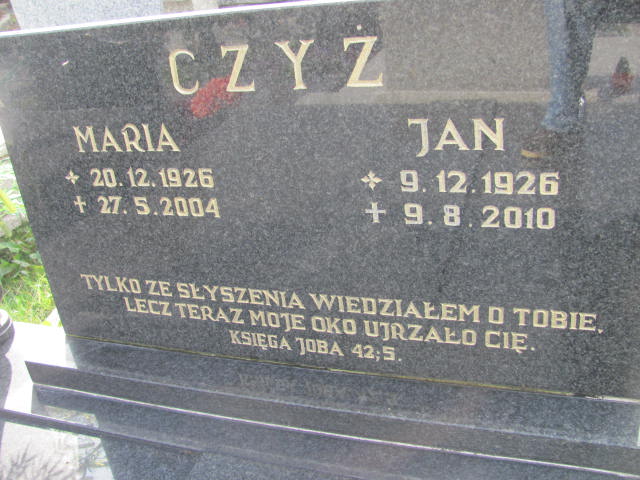 CZYŻ
MARIA
JAN
20.12.1926
27.5.2004
9.12.1926
9.8.2010
TYLKO ZE SŁYSZENIA WIEDZIAŁEM O TOBIE,
LECZ TERAZ MOJE OKO UJRZAŁO CIĘ.
KSIĘGA JOBA 42;5.